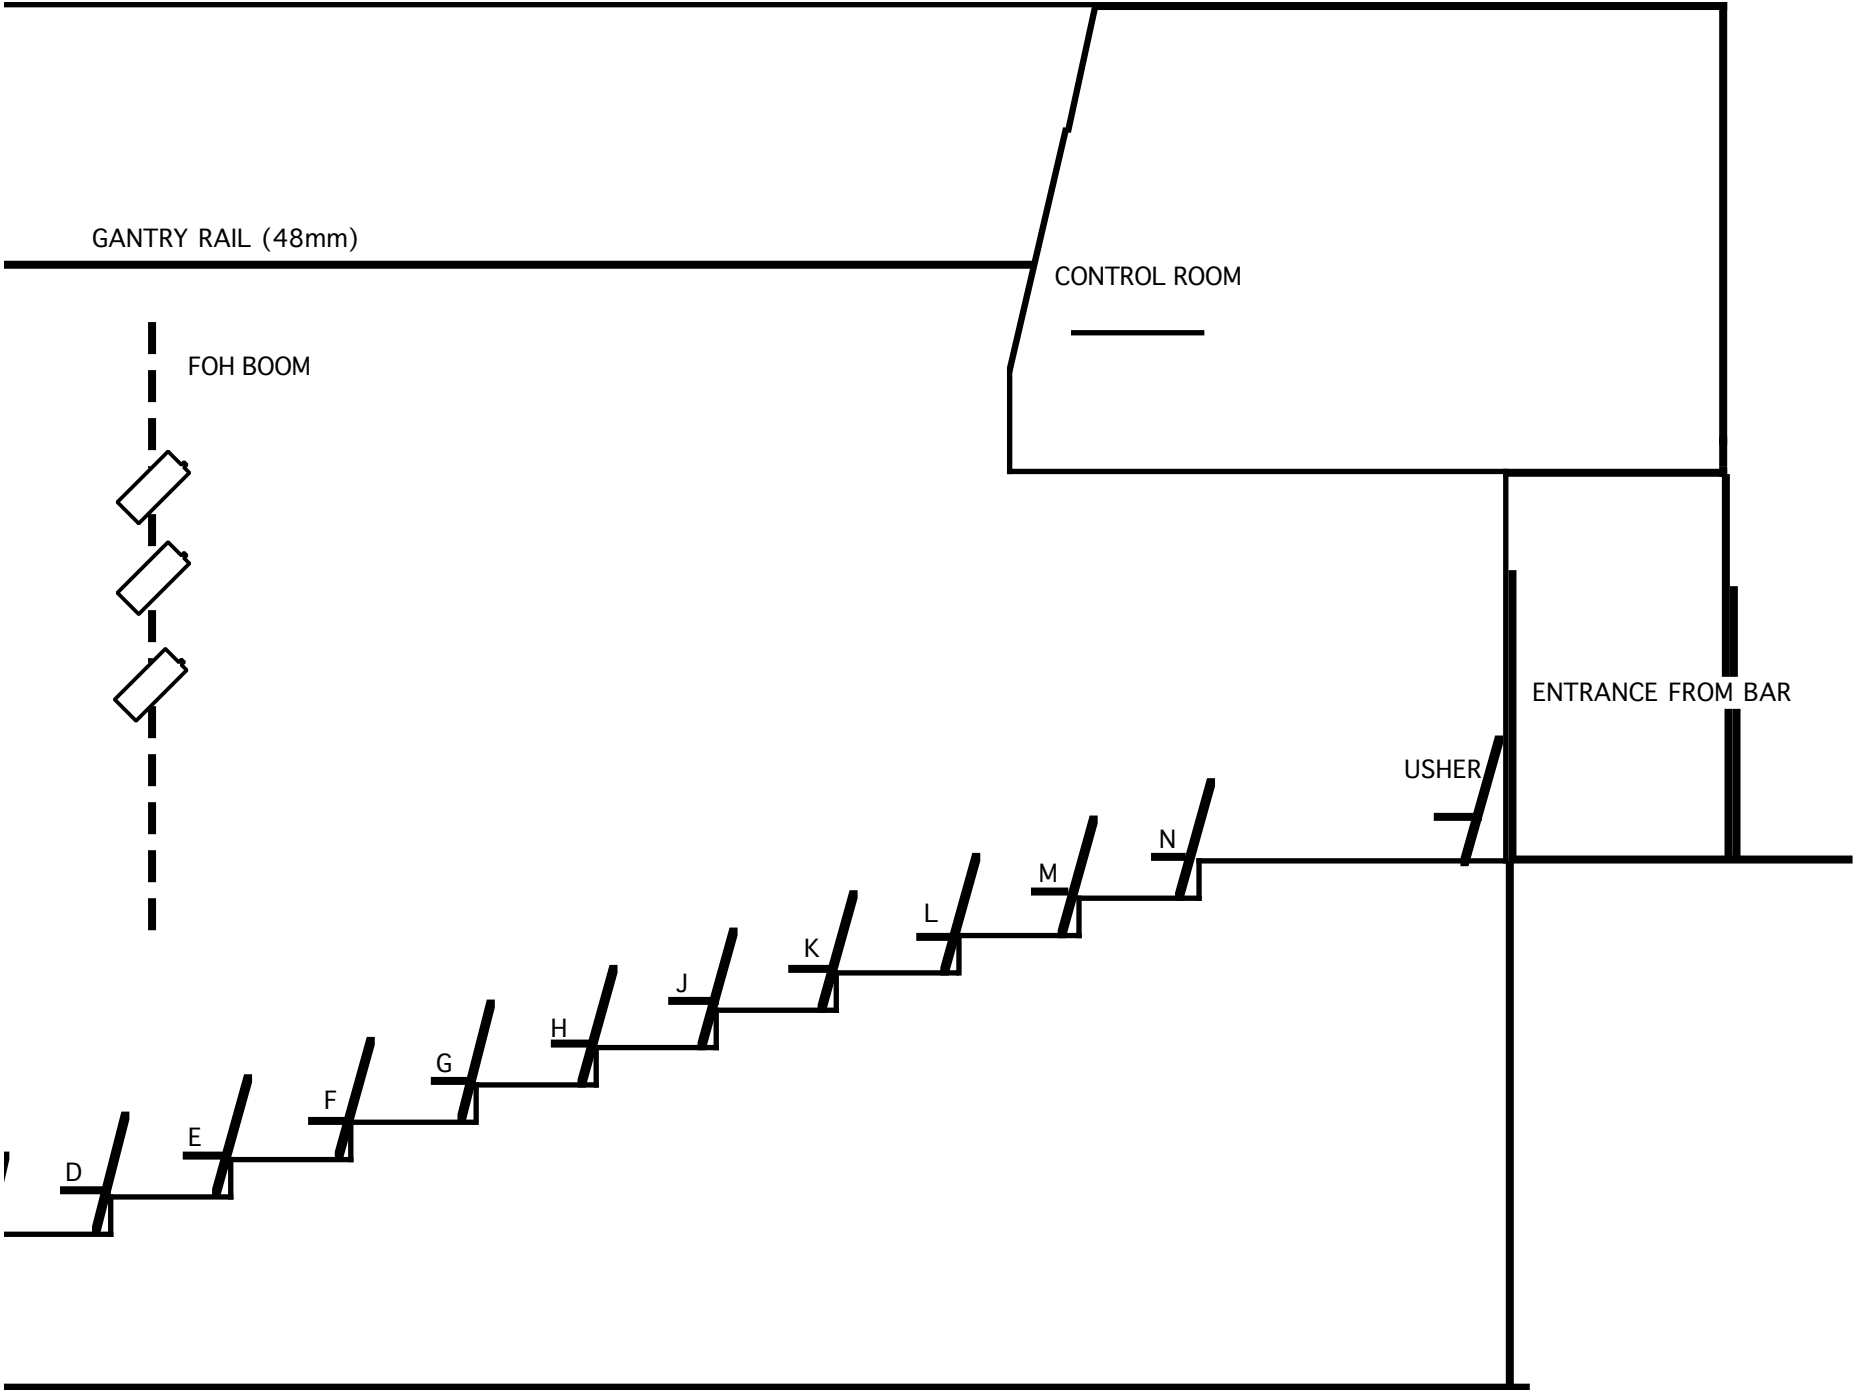 GANTRY RAIL (48mm)
CONTROL ROOM
FOH BOOM
ENTRANCE FROM BAR
USHER
N
M
L
K
J
H
G
F
E
D